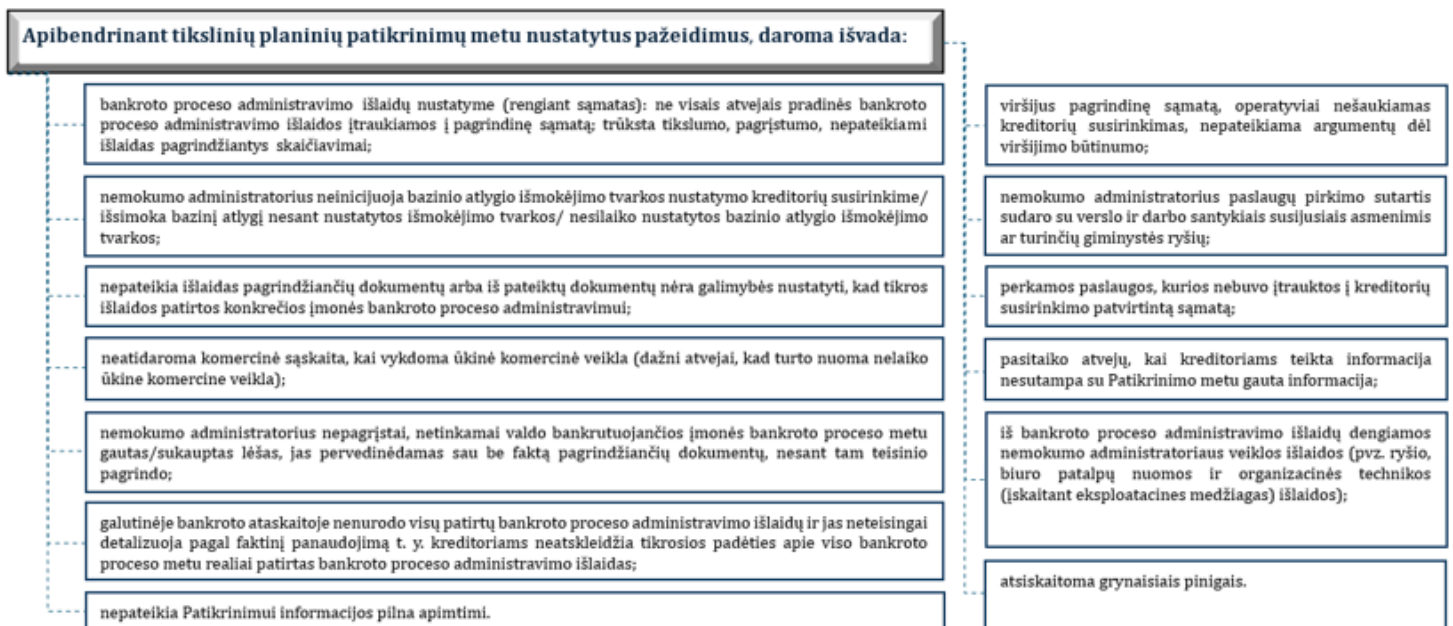 Apibendrinant tikslinių planinių patikrinimų metu nustatytus pažeidimus, daroma išvada:
bankroto proceso administravimo išlaidų nustatyme (rengiant sąmatas): ne visais atvejais pradinės bankroto
proceso administravimo išlaidos įtraukiamos į pagrindinę sąmatą; trūksta tikslumo, pagrįstumo, nepateikiami
išlaidas pagrindžiantys skaičiavimai;
nemokumo administratorius neinicijuoja bazinio atlygio išmokėjimo tvarkos nustatymo kreditorių susirinkime/
išsimoka bazinį atlygį nesant nustatytos išmokėjimo tvarkos/ nesilaiko nustatytos bazinio atlygio išmokėjimo
tvarkos;
nepateikia išlaidas pagrindžiančių dokumentų arba iš pateiktų dokumentų nėra galimybės nustatyti, kad tikros
išlaidos patirtos konkrečios įmonės bankroto proceso administravimui;
neatidaroma komercinė sąskaita, kai vykdoma ūkinė komercinė veikla (dažni atvejai, kad turto nuoma nelaiko
ūkine komercine veikla);
nemokumo administratorius nepagrįstai, netinkamai valdo bankrutuojančios įmonės bankroto proceso metu
gautas/sukauptas lėšas, jas pervedinėdamas sau be faktą pagrindžiančių dokumentų, nesant tam teisinio
pagrindo;
galutinėje bankroto ataskaitoje nenurodo visų patirtų bankroto proceso administravimo išlaidų ir jas neteisingai
detalizuoja pagal faktinį panaudojimą t. y. kreditoriams neatskleidžia tikrosios padėties apie viso bankroto
proceso metu realiai patirtas bankroto proceso administravimo išlaidas;
nepateikia Patikrinimui informacijos pilna apimtimi.
viršijus pagrindinę sąmatą, operatyviai nešaukiamas
kreditorių susirinkimas, nepateikiama argumentų dėl
viršijimo būtinumo;
nemokumo administratorius paslaugų pirkimo sutartis
sudaro su verslo ir darbo santykiais susijusiais asmenimis
ar turinčių giminystės ryšių;
perkamos paslaugos, kurios nebuvo įtrauktos į kreditorių
susirinkimo patvirtintą sąmatą;
pasitaiko atvejų, kai kreditoriams teikta informacija
nesutampa su Patikrinimo metu gauta informacija;
iš bankroto proceso administravimo išlaidų dengiamos
nemokumo administratoriaus veiklos išlaidos (pvz. ryšio,
biuro patalpų nuomos ir organizacinės technikos
(įskaitant eksploatacines medžiagas) išlaidos);
atsiskaitoma grynaisiais pinigais.